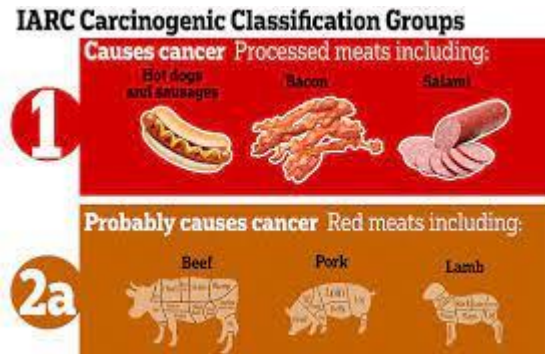 IARC Carcinogenic Classification Groups
Causes cancer Processed meats including:
Hot dogs
and sausages
Bacon
Salami
1
Probably causes cancer Red meats including:
Beef
Pork
Lamb
2a